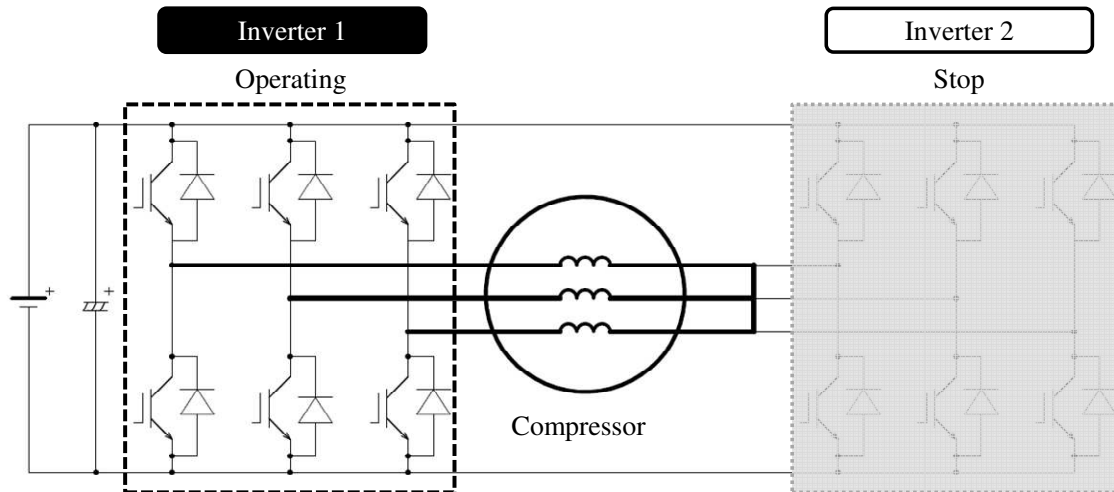 Inverter 1
Inverter 2
Operating
Stop
+
+
Compressor